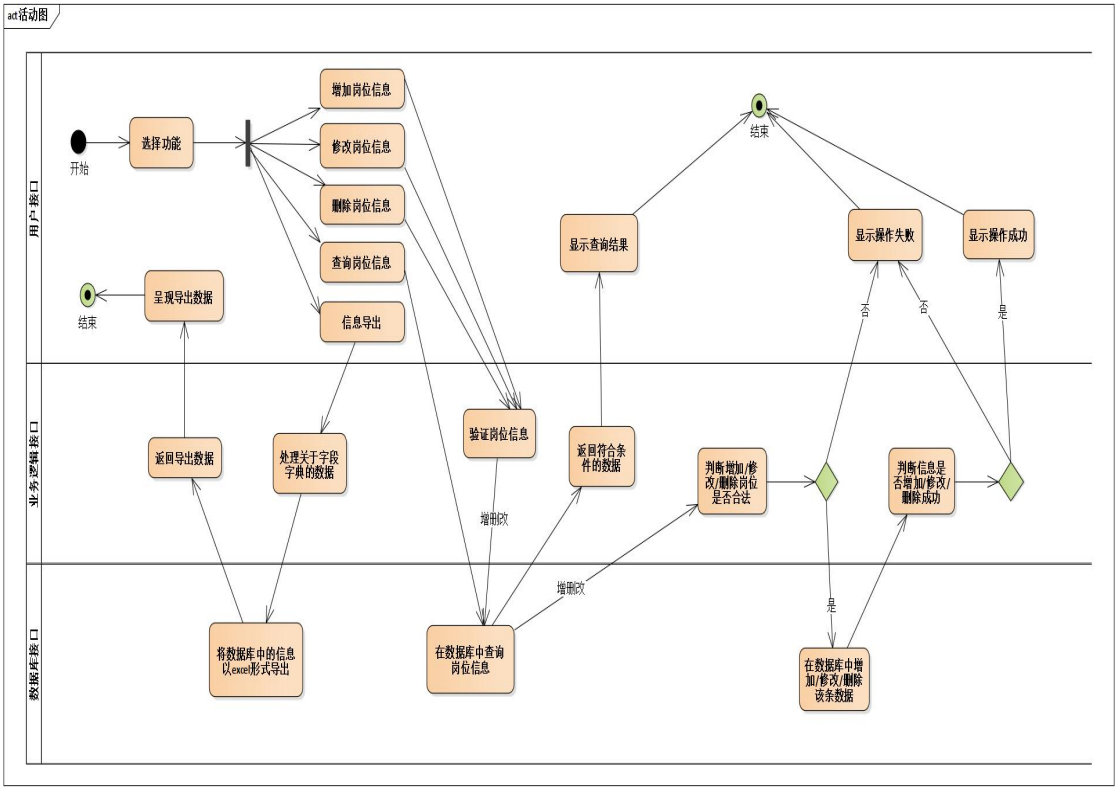 act活动图
用户接口
开始
选择功能
增加岗位信息
修改岗位信息
删除岗位信息
查询岗位信息
信息导出
呈现导出数据
结束
结束
显示查询结果
显示操作失败
显示操作成功
否
否
是
业务逻辑接口
返回导出数据
处理关于字段
字典的数据
验证岗位信息
返回符合条
件的数据
判断增加/修
改/删除岗位
是否合法
判断信息是
否增加/修改/
删除成功
增删改
增删改
是
数据库接口
将数据库中的信息
以excel形式导出
在数据库中查询
岗位信息
在数据库中增
加/修改/删除
该条数据